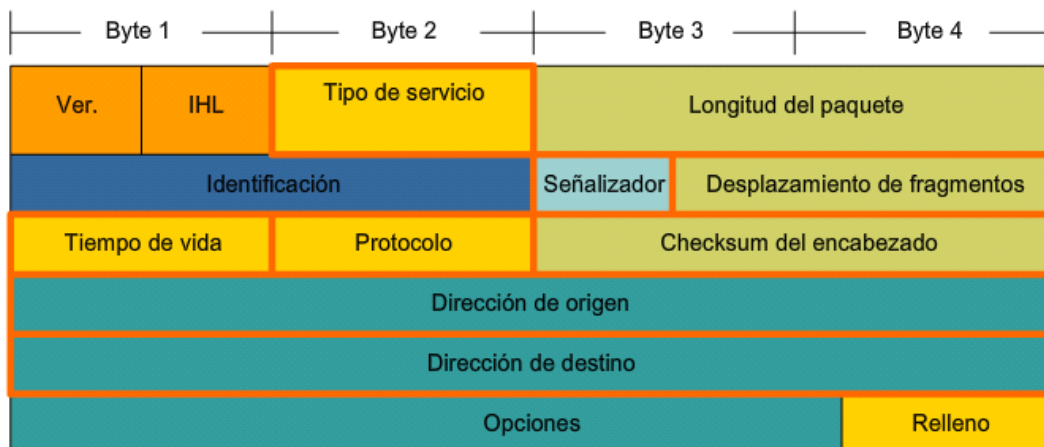 Byte 1 Byte 2 Byte 3 Byte 4
Ver. IHL Tipo de servicio Longitud del paquete
Identificación Señalizador Desplazamiento de fragmentos
Tiempo de vida Protocolo Checksum del encabezado
Dirección de origen
Dirección de destino
Opciones Relleno